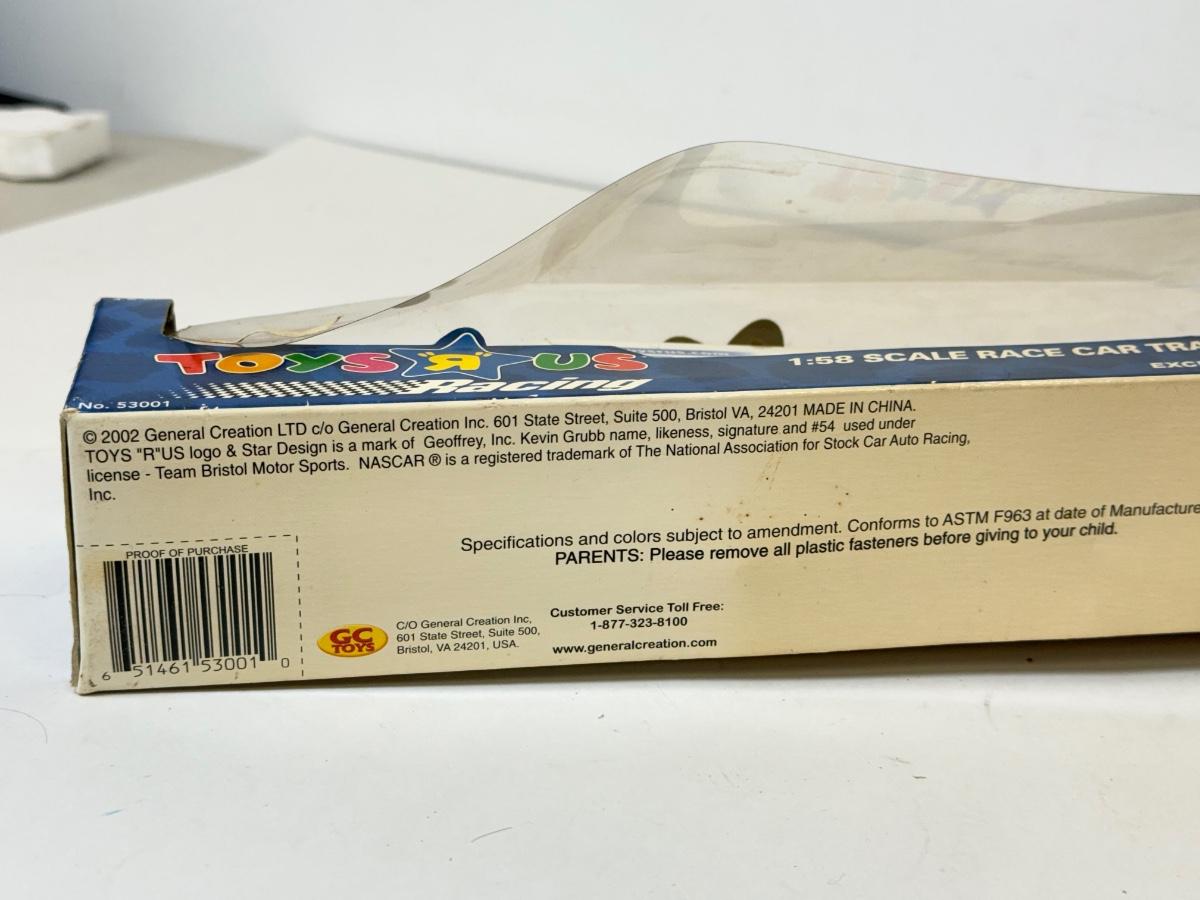 TOYS "R" US
Racing
1:58 SCALE RACE CAR TRA
EXC
No. 53001
© 2002 General Creation LTD c/o General Creation Inc. 601 State Street, Suite 500, Bristol VA, 24201 MADE IN CHINA.
TOYS "R"US logo & Star Design is a mark of Geoffrey, Inc. Kevin Grubb name, likeness, signature and #54 used under
license - Team Bristol Motor Sports. NASCAR ® is a registered trademark of The National Association for Stock Car Auto Racing,
Inc.
Specifications and colors subject to amendment. Conforms to ASTM F963 at date of Manufacture
PARENTS: Please remove all plastic fasteners before giving to your child.
PROOF OF PURCHASE
6 51461 53001 0
GC
TOYS
C/O General Creation Inc,
601 State Street, Suite 500,
Bristol, VA 24201, USA.
Customer Service Toll Free:
1-877-323-8100
www.generalcreation.com